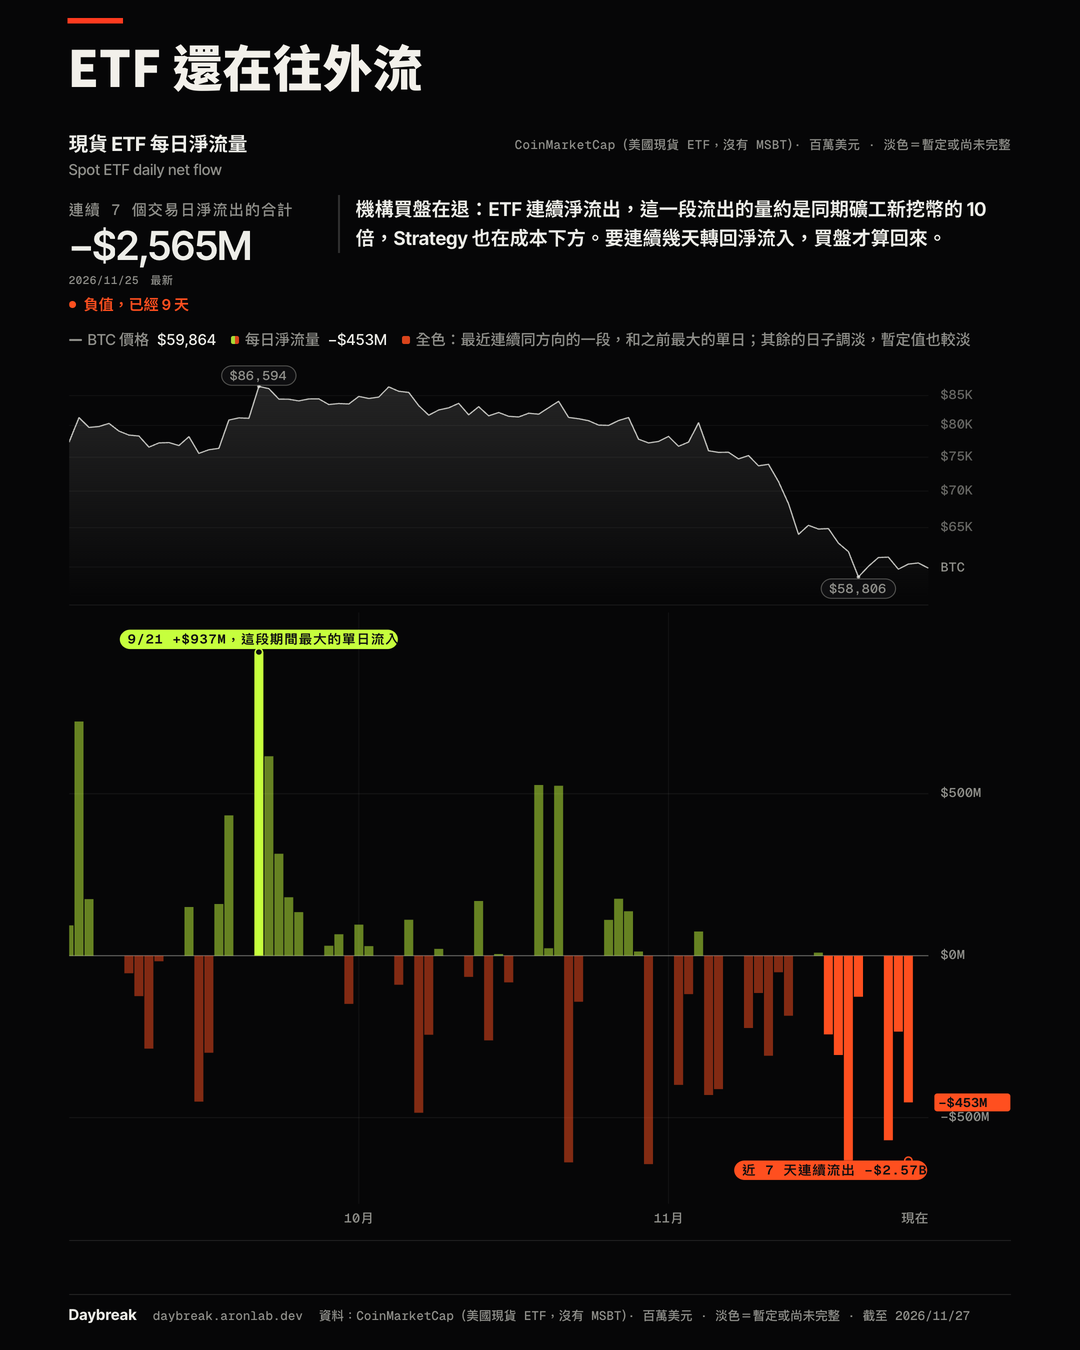 ETF 還在往外流
現貨 ETF 每日淨流量
CoinMarketCap (美國現貨 ETF，沒有 MSBT)· 百萬美元 · 淡色＝暫定或尚未完整
Spot ETF daily net flow
連續 7 個交易日淨流出的合計
−$2,565M
2026/11/25 最新
負值，已經 9 天
機構買盤在退：ETF 連續淨流出，這一段流出的量約是同期礦工新挖幣的 10
倍，Strategy 也在成本下方。要連續幾天轉回淨流入，買盤才算回來。
BTC 價格 $59,864 每日淨流量 −$453M 全色：最近連續同方向的一段，和之前最大的單日；其餘的日子調淡，暫定值也較淡
$86,594
$85K
$80K
$75K
$70K
$65K
BTC
$58,806
9/21 +$937M，這段期間最大的單日流入
$500M
$0M
−$453M
−$500M
近 7 天連續流出 −$2.57B
10月
11月
現在
Daybreak daybreak.aronlab.dev 資料：CoinMarketCap (美國現貨 ETF，沒有 MSBT)· 百萬美元 · 淡色＝暫定或尚未完整 · 截至 2026/11/27